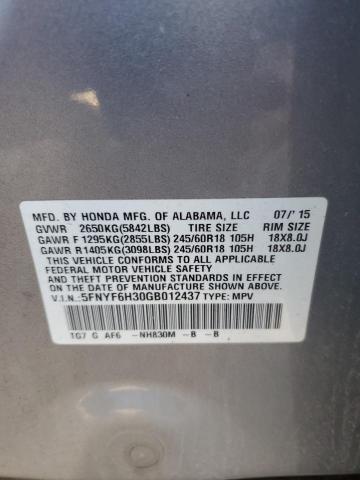 MFD. BY HONDA MFG. OF ALABAMA, LLC 07/'15
GVWR 2650KG(5842LBS) TIRE SIZE RIM SIZE
GAWR F 1295KG(2855LBS) 245/60R18 105H 18X8.0J
GAWR R 1405KG(3098LBS) 245/60R18 105H 18X8.0J
THIS VEHICLE CONFORMS TO ALL APPLICABLE
FEDERAL MOTOR VEHICLE SAFETY, BUMPER,
AND THEFT PREVENTION STANDARDS IN EFFECT
ON THE DATE OF MANUFACTURE SHOWN ABOVE.
V.I.N.: 5FNYF6H30GB012437 TYPE: MPV
TG7 G AF6 -NH830M -B -B